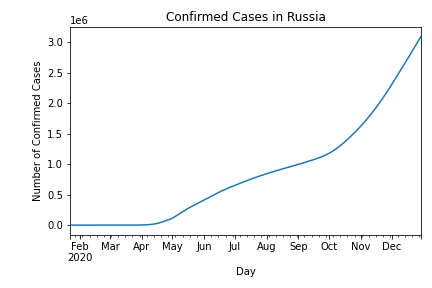 Confirmed Cases in Russia
1e6
3.0
2.5
2.0
1.5
1.0
0.5
0.0
Number of Confirmed Cases
Feb Mar Apr May Jun Jul Aug Sep Oct Nov Dec
2020
Day